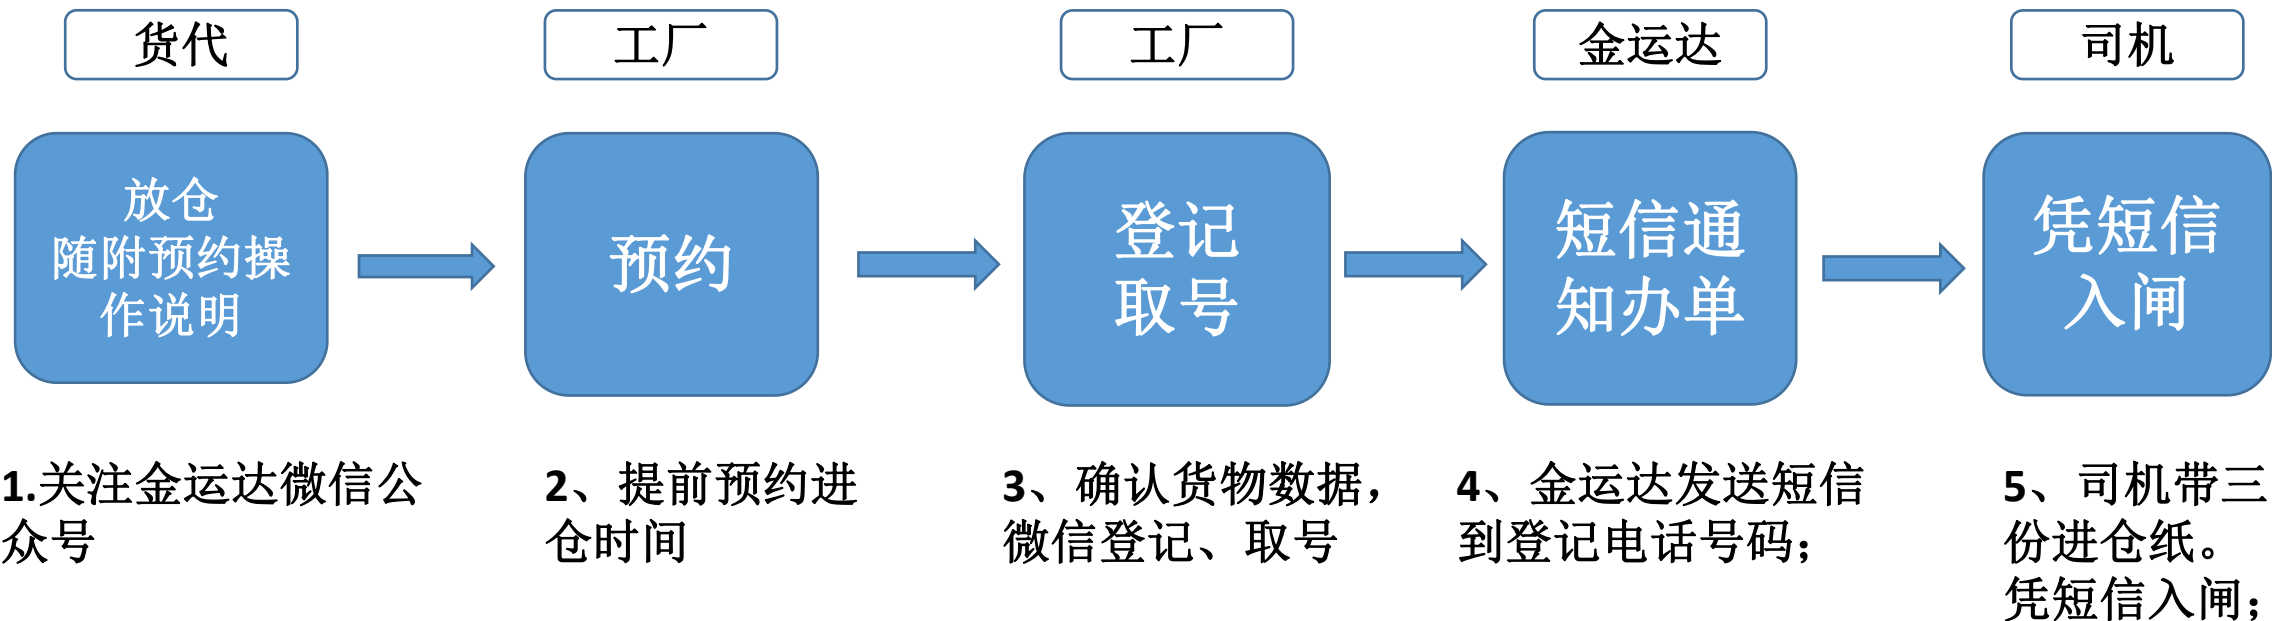 货代
工厂
工厂
金运达
司机
放仓
随附预约操
作说明
预约
登记
取号
短信通
知办单
凭短信
入闸
1.关注金运达微信公
众号
2、提前预约进
仓时间
3、确认货物数据，
微信登记、取号
4、金运达发送短信
到登记电话号码；
5、司机带三
份进仓纸。
凭短信入闸；